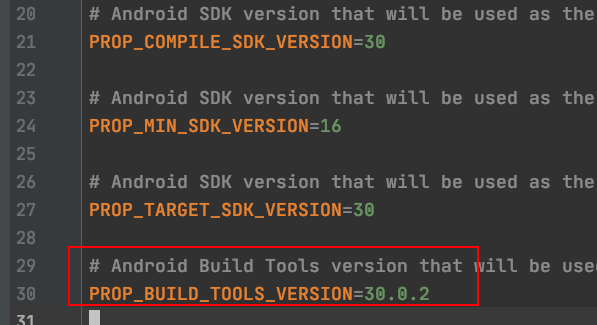 20 # Android SDK version that will be used as the
21 PROP_COMPILE_SDK_VERSION=30
22
23 # Android SDK version that will be used as the
24 PROP_MIN_SDK_VERSION=16
25
26 # Android SDK version that will be used as the
27 PROP_TARGET_SDK_VERSION=30
28
29 # Android Build Tools version that will be use
30 PROP_BUILD_TOOLS_VERSION=30.0.2
31